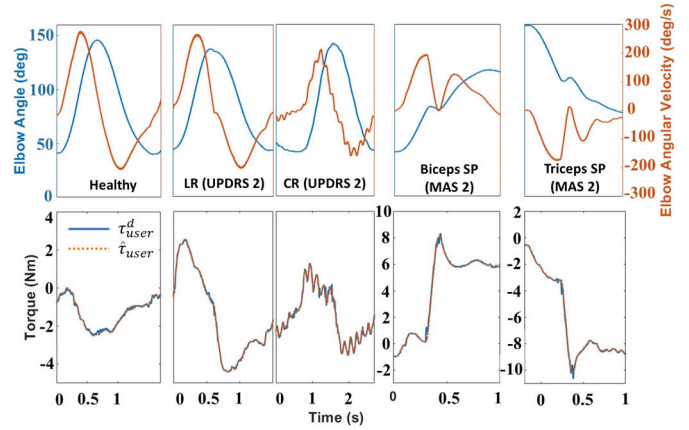 Elbow Angle (deg)
150
100
50
0
Healthy
LR (UPDRS 2)
CR (UPDRS 2)
Biceps SP
(MAS 2)
Triceps SP
(MAS 2)
300
200
100
0
-100
-200
-300
Elbow Angular Velocity (deg/s)
Torque (Nm)
4
2
0
-2
-4
τ^d_user
τ̂_user
10
8
6
4
2
0
-2
0
-2
-4
-6
-8
-10
0 0.5 1
0 0.5 1
0 1 2
0 0.5 1
0 0.5 1
Time (s)